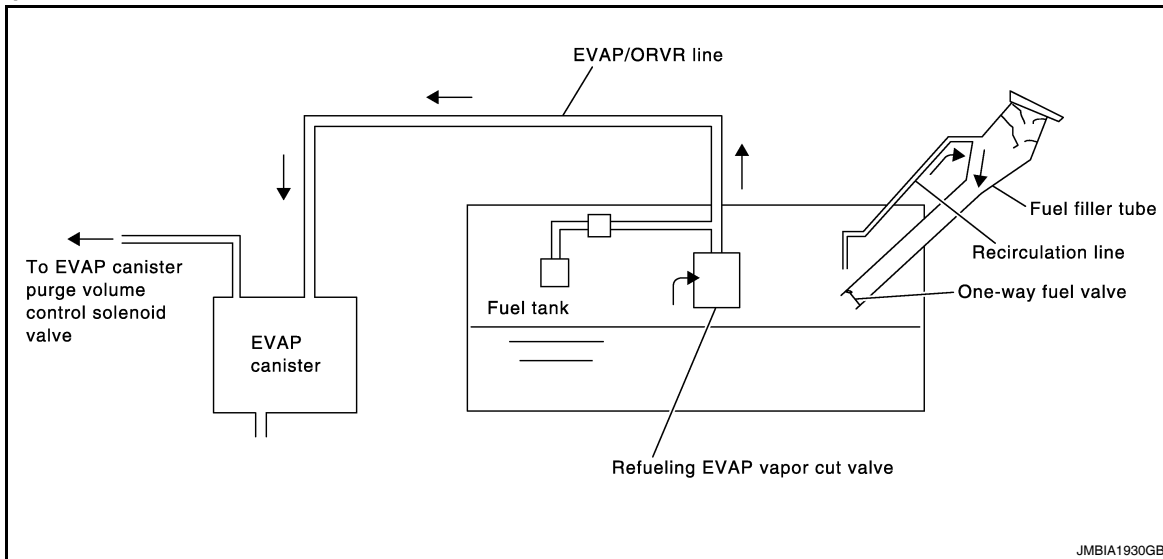 EVAP/ORVR line
Fuel filler tube
Recirculation line
One-way fuel valve
To EVAP canister
purge volume
control solenoid
valve
Fuel tank
EVAP
canister
Refueling EVAP vapor cut valve
JMBIA1930GB